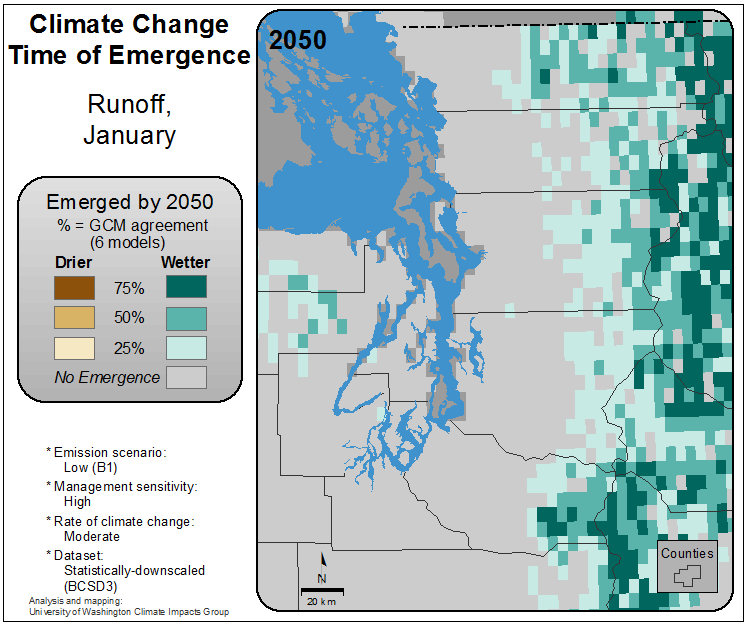 Climate Change
Time of Emergence
Runoff,
January
Emerged by 2050
% = GCM agreement
(6 models)
Drier Wetter
75%
50%
25%
No Emergence
* Emission scenario:
Low (B1)
* Management sensitivity:
High
* Rate of climate change:
Moderate
* Dataset:
Statistically-downscaled
(BCSD3)
Analysis and mapping:
University of Washington Climate Impacts Group
2050
N
20 km
Counties